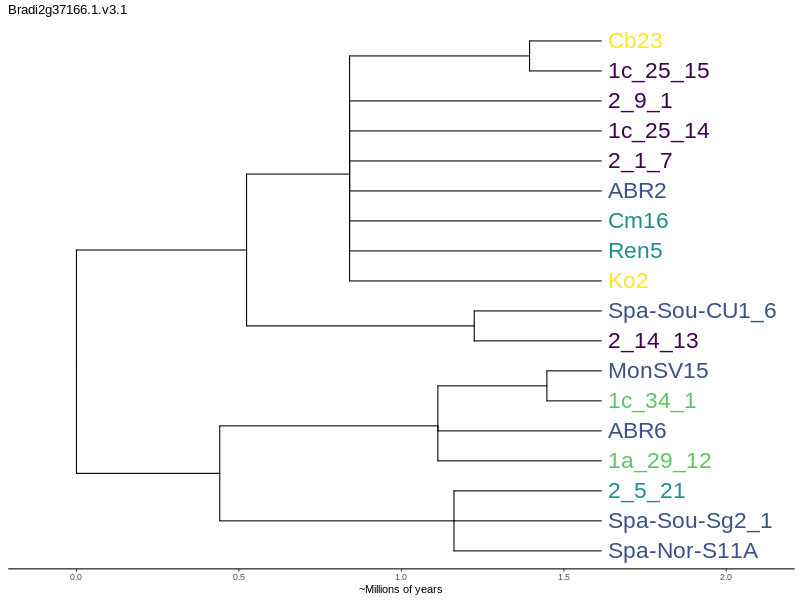 Bradi2g37166.1.v3.1
Cb23
1c_25_15
2_9_1
1c_25_14
2_1_7
ABR2
Cm16
Ren5
Ko2
Spa-Sou-CU1_6
2_14_13
MonSV15
1c_34_1
ABR6
1a_29_12
2_5_21
Spa-Sou-Sg2_1
Spa-Nor-S11A
0.0 0.5 1.0 1.5 2.0
~Millions of years